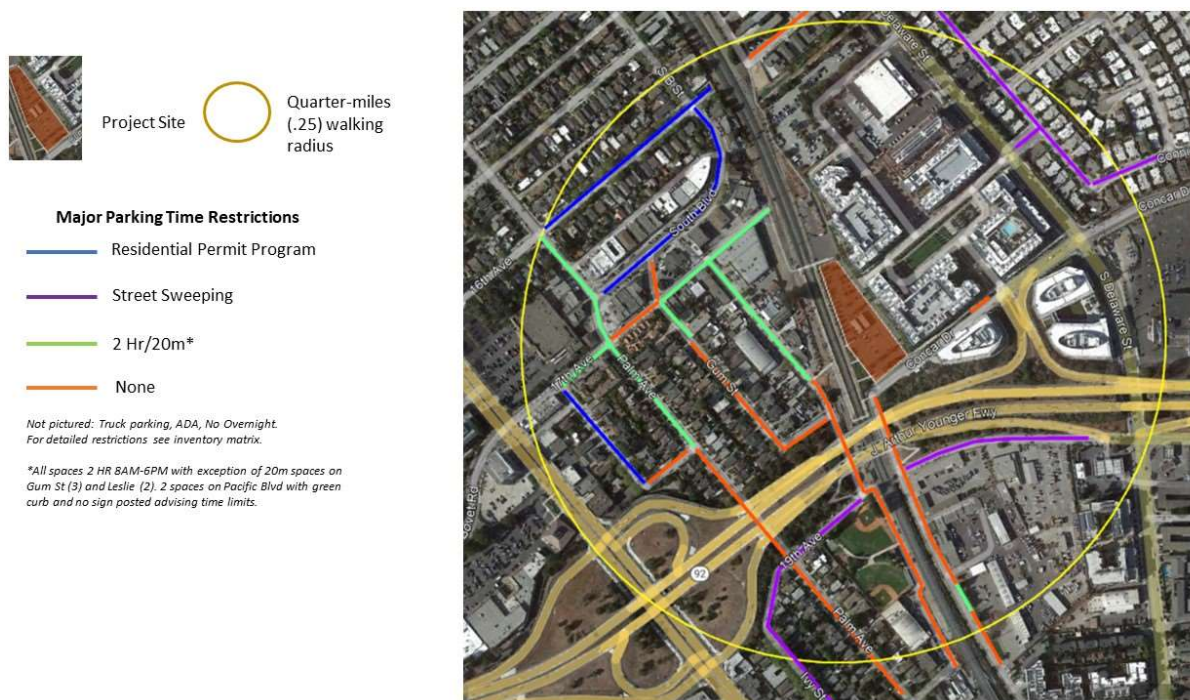 Project Site
Quarter-miles
(.25) walking
radius
Major Parking Time Restrictions
Residential Permit Program
Street Sweeping
2 Hr/20m*
None
Not pictured: Truck parking, ADA, No Overnight.
For detailed restrictions see inventory matrix.
*All spaces 2 HR 8AM-6PM with exception of 20m spaces on
Gum St (3) and Leslie (2). 2 spaces on Pacific Blvd with green
curb and no sign posted advising time limits.
S B St
Delaware St
Concar D
16th Ave
South Blvd
S Delaware St
Concar D
17th Ave
Palm Ave
Gum St
J. Arthur Younger Fwy
19th Ave
92
Palm Ave
Ivy St